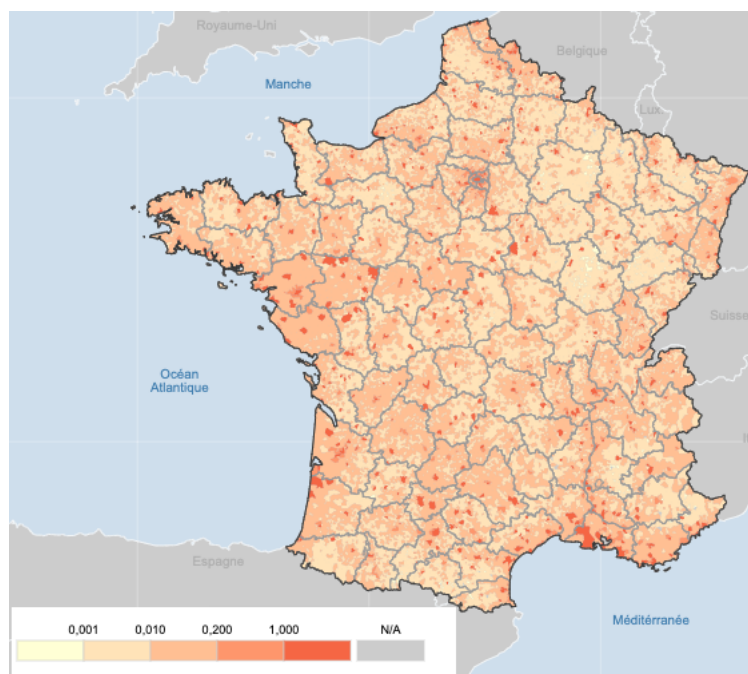 Royaume-Uni
Belgique
Manche
Lux.
Suisse
Océan
Atlantique
Espagne
Méditérranée
0,001 0,010 0,200 1,000 N/A